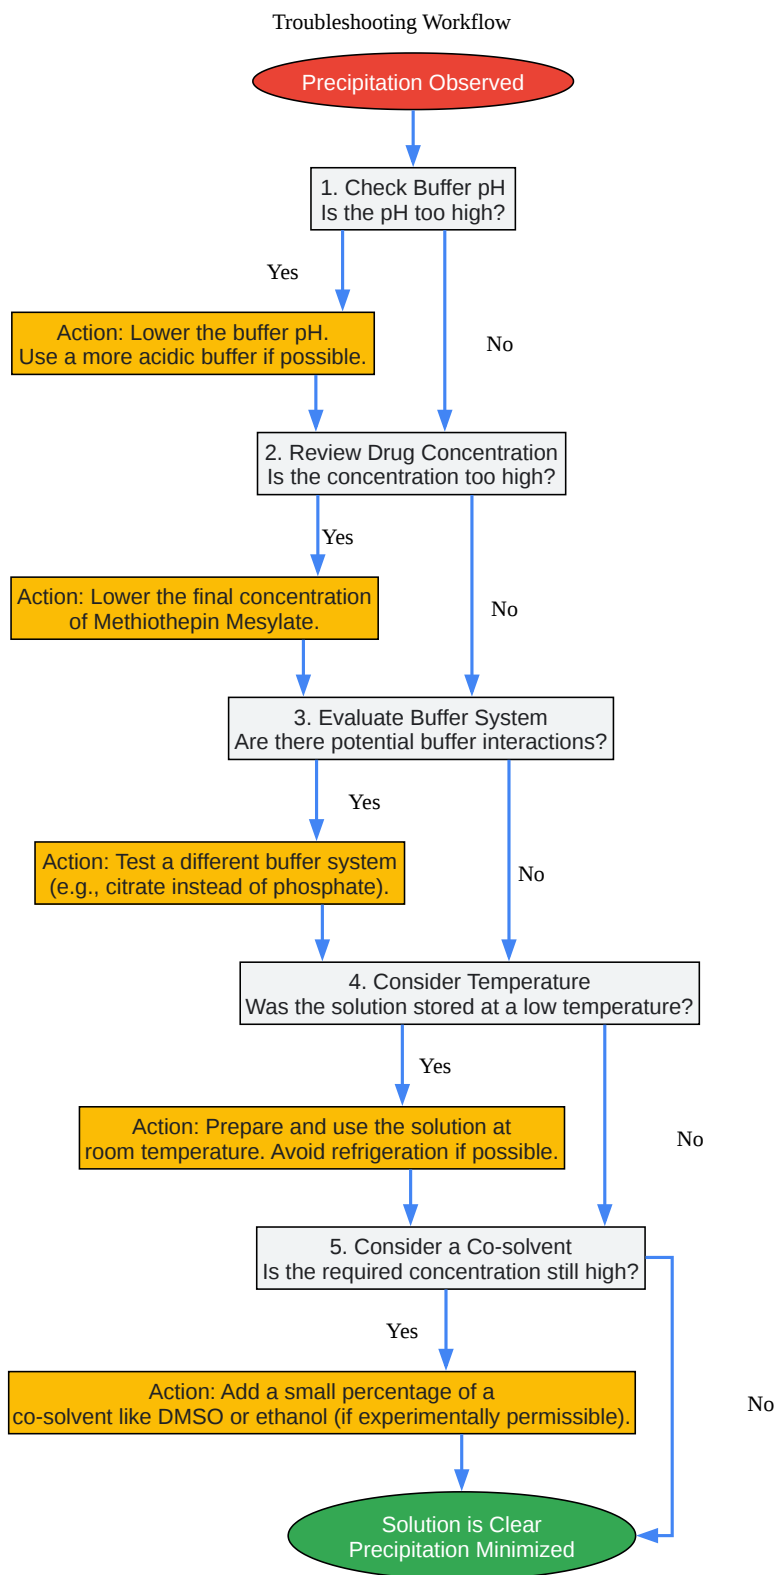 Troubleshooting Workflow
Precipitation Observed
1. Check Buffer pH
Is the pH too high?
Yes
Action: Lower the buffer pH.
Use a more acidic buffer if possible.
No
2. Review Drug Concentration
Is the concentration too high?
Yes
Action: Lower the final concentration
of Methiothepin Mesylate.
No
3. Evaluate Buffer System
Are there potential buffer interactions?
Yes
Action: Test a different buffer system
(e.g., citrate instead of phosphate).
No
4. Consider Temperature
Was the solution stored at a low temperature?
Yes
Action: Prepare and use the solution at
room temperature. Avoid refrigeration if possible.
No
5. Consider a Co-solvent
Is the required concentration still high?
Yes
Action: Add a small percentage of a
co-solvent like DMSO or ethanol (if experimentally permissible).
No
Solution is Clear
Precipitation Minimized